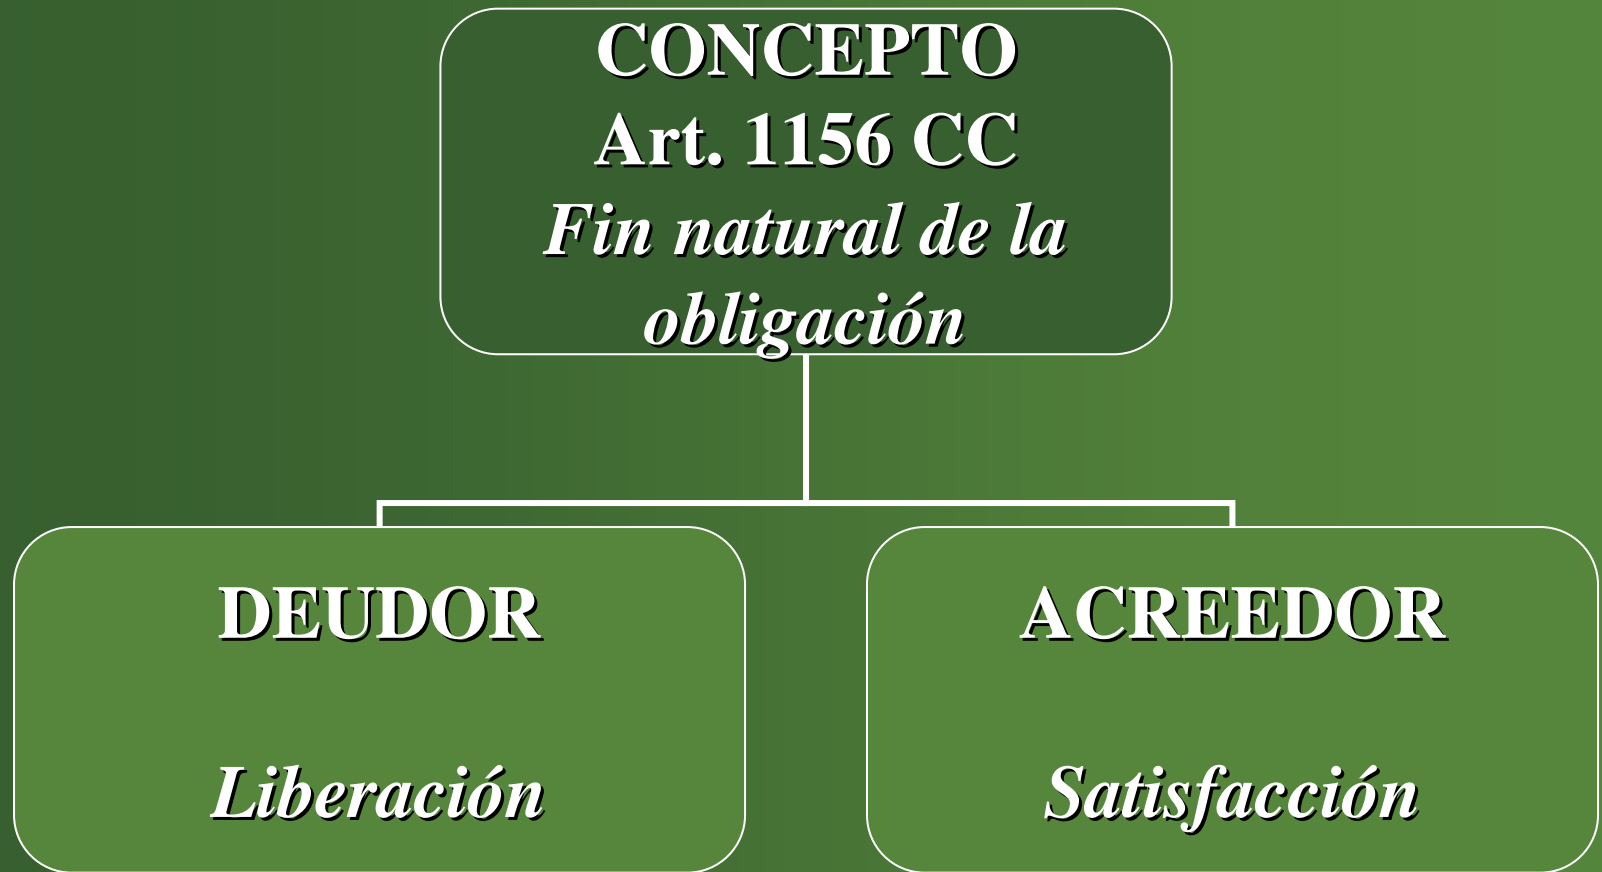 CONCEPTO
Art. 1156 CC
Fin natural de la
obligación
DEUDOR
Liberación
ACREEDOR
Satisfacción